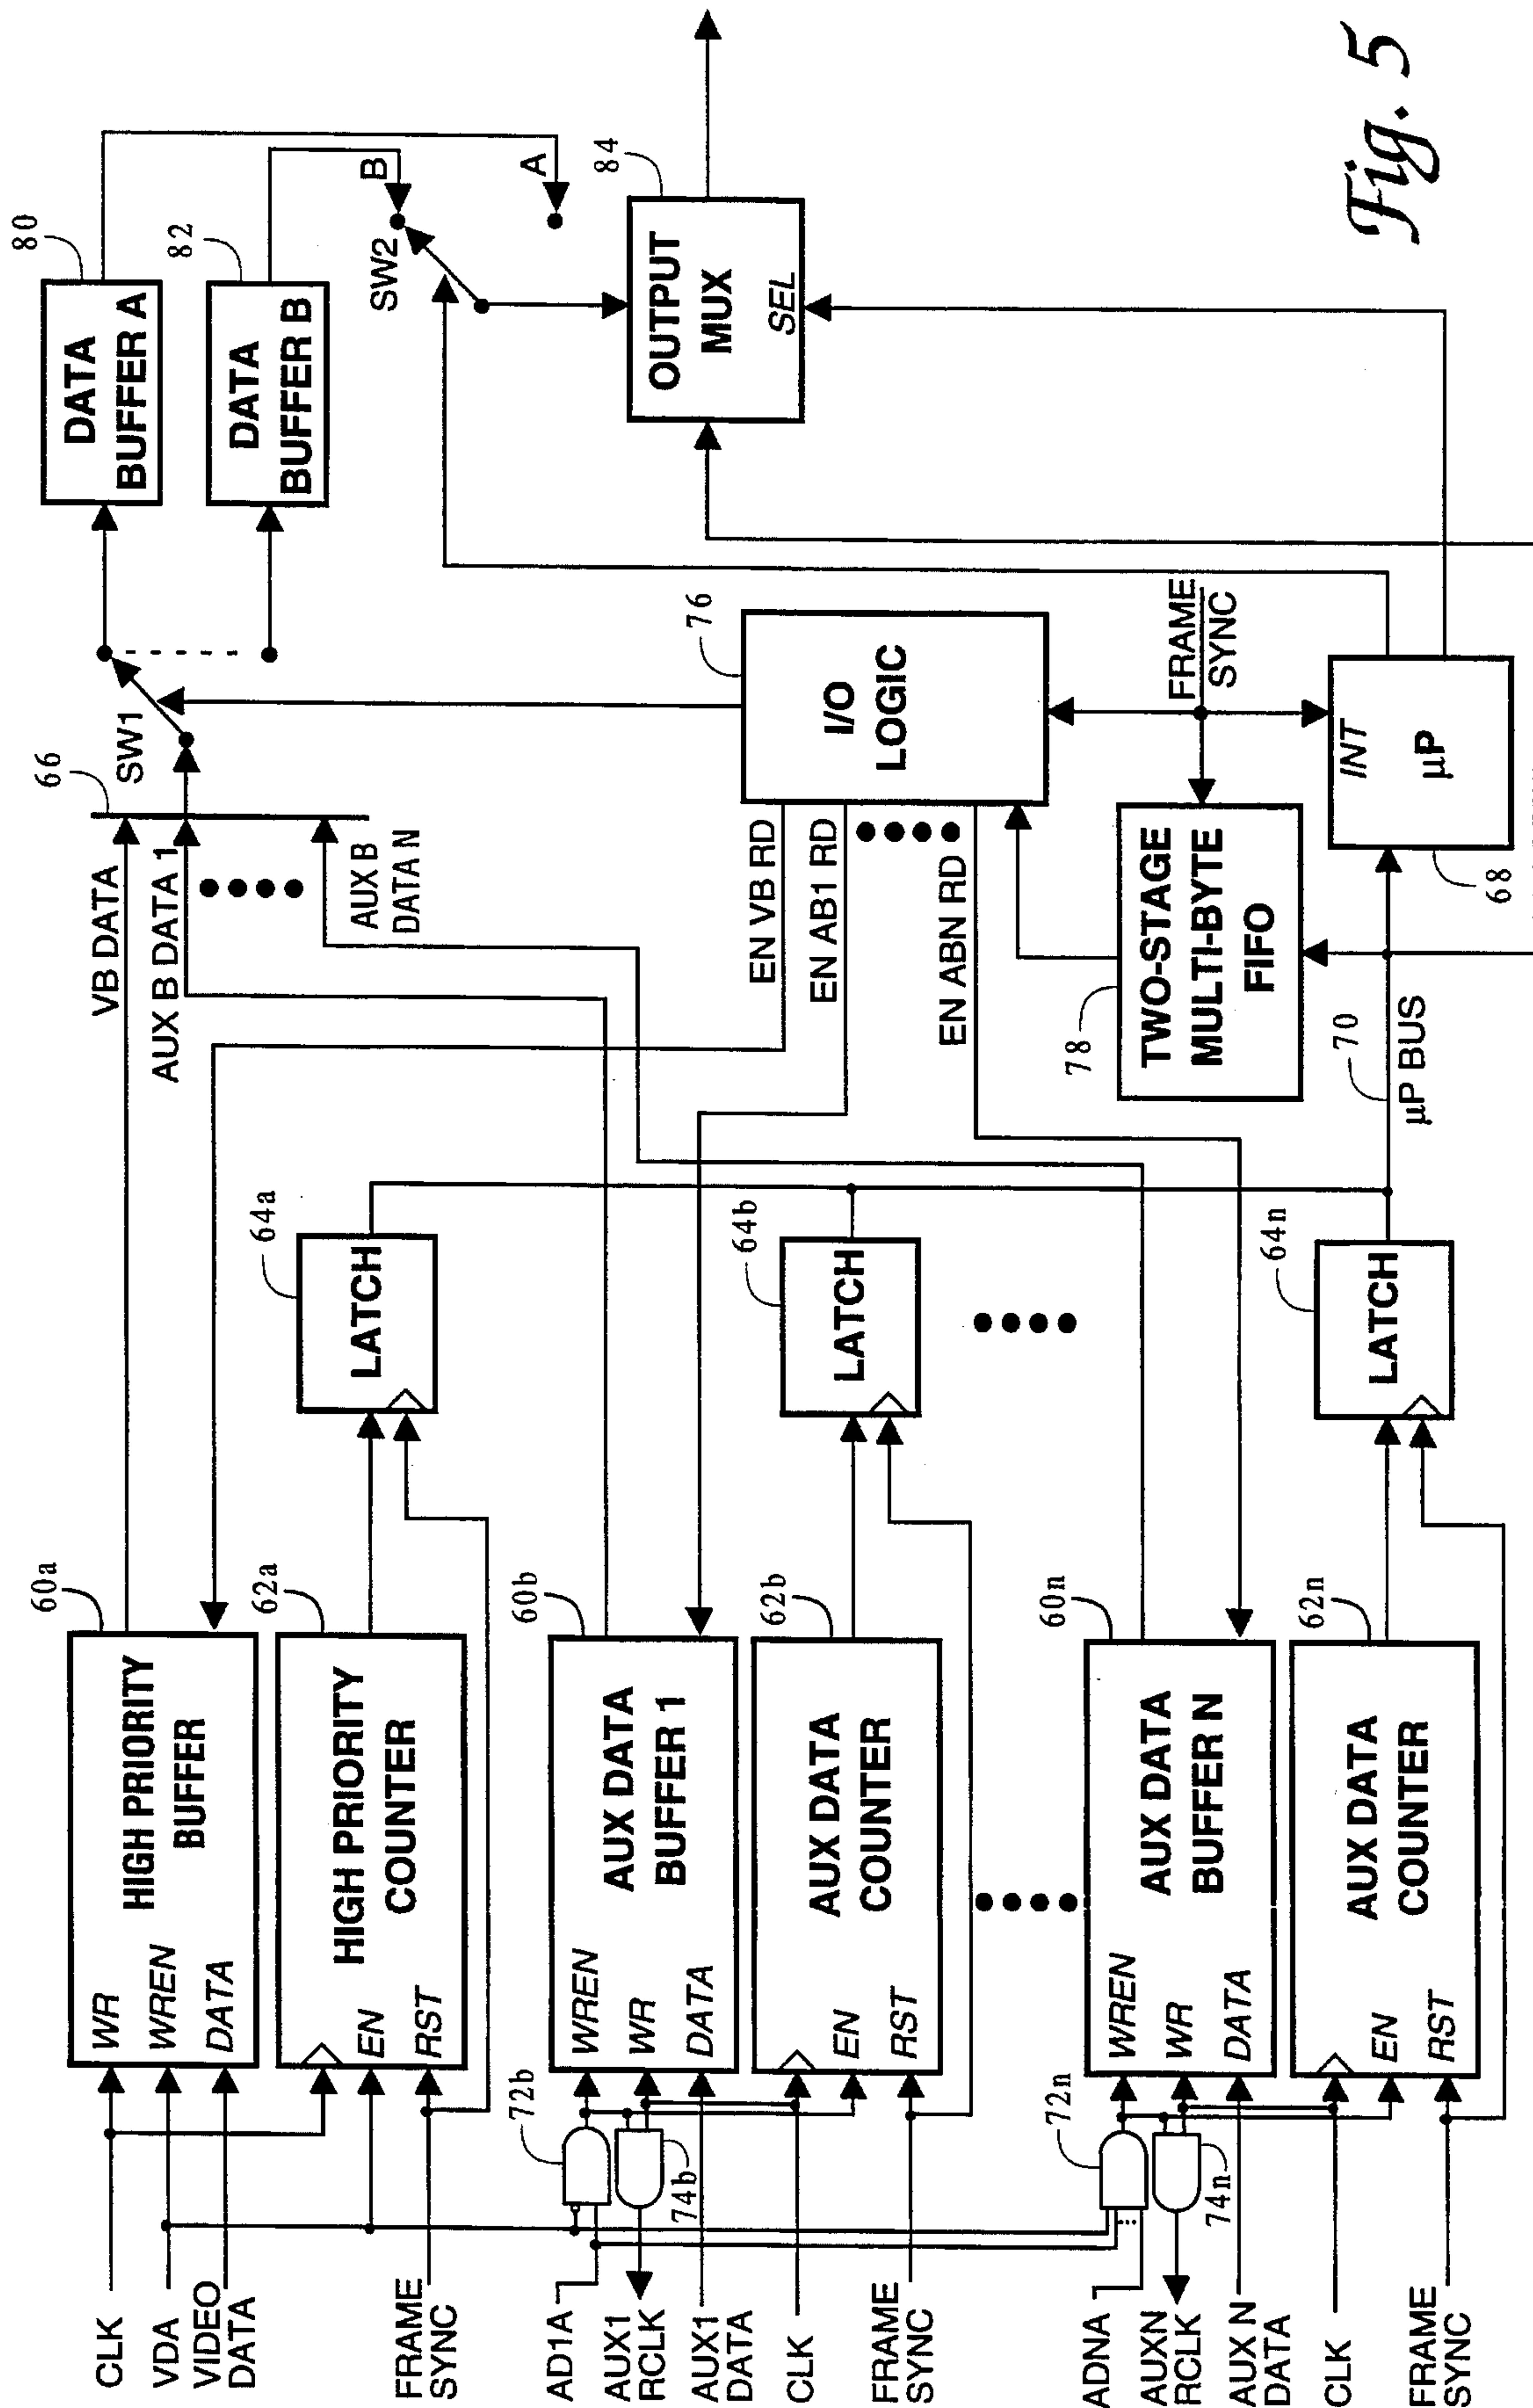 CLK
VDA
VIDEO
DATA
FRAME
SYNC
WR
WREN
DATA
HIGH PRIORITY
BUFFER
60a
EN
RST
HIGH PRIORITY
COUNTER
62a
LATCH
64a
AD1A
AUX1
RCLK
AUX1
DATA
CLK
FRAME
SYNC
72b
74b
WREN
WR
DATA
AUX DATA
BUFFER 1
60b
EN
RST
AUX DATA
COUNTER
62b
LATCH
64b
ADNA
AUXN
RCLK
AUX N
DATA
CLK
FRAME
SYNC
72n
74n
WREN
WR
DATA
AUX DATA
BUFFER N
60n
EN
RST
AUX DATA
COUNTER
62n
LATCH
64n
VB DATA
AUX B DATA 1
AUX B
DATA N
66
SW1
EN VB RD
EN AB1 RD
EN ABN RD
I/O
LOGIC
76
TWO-STAGE
MULTI-BYTE
FIFO
78
FRAME
SYNC
70
μP BUS
INT
μP
68
DATA
BUFFER A
80
DATA
BUFFER B
82
SW2
B
A
OUTPUT
MUX
SEL
84
Fig. 5